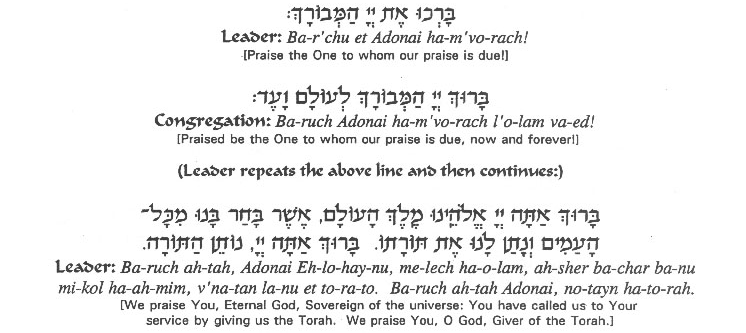 בָּרְכוּ אֶת יְיָ הַמְּבוֹרָךְ:
Leader: Ba-r'chu et Adonai ha-m'vo-rach!
[Praise the One to whom our praise is due!]
בָּרוּךְ יְיָ הַמְּבוֹרָךְ לְעוֹלָם וָעֶד:
Congregation: Ba-ruch Adonai ha-m'vo-rach l'o-lam va-ed!
[Praised be the One to whom our praise is due, now and forever!]
(Leader repeats the above line and then continues:)
בָּרוּךְ אַתָּה יְיָ אֱלֹהֵינוּ מֶלֶךְ הָעוֹלָם, אֲשֶׁר בָּחַר בָּנוּ מִכָּל־
הָעַמִּים וְנָתַן לָנוּ אֶת תּוֹרָתוֹ. בָּרוּךְ אַתָּה יְיָ, נוֹתֵן הַתּוֹרָה.
Leader: Ba-ruch ah-tah, Adonai Eh-lo-hay-nu, me-lech ha-o-lam, ah-sher ba-char ba-nu
mi-kol ha-ah-mim, v'na-tan la-nu et to-ra-to. Ba-ruch ah-tah Adonai, no-tayn ha-to-rah.
[We praise You, Eternal God, Sovereign of the universe: You have called us to Your
service by giving us the Torah. We praise You, O God, Giver of the Torah.]